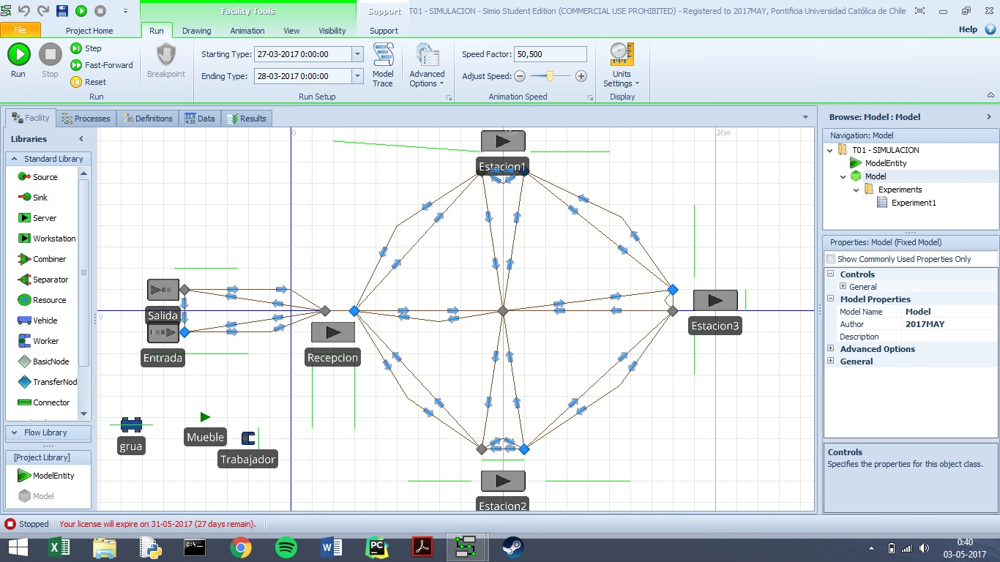 Facility Tools
Support
T01 - SIMULACION - Simio Student Edition (COMMERCIAL USE PROHIBITED) - Registered to 2017MAY, Pontificia Universidad Católica de Chile
File
Project Home
Run
Drawing
Animation
View
Visibility
Support
Help
Run
Stop
Step
Fast-Forward
Reset
Run
Breakpoint
Starting Type: 27-03-2017 0:00:00
Ending Type: 28-03-2017 0:00:00
Run Setup
Model Trace
Advanced Options
Speed Factor: 50,500
Adjust Speed:
Animation Speed
Units Settings
Display
Facility
Processes
Definitions
Data
Results
Libraries
Standard Library
Source
Sink
Server
Workstation
Combiner
Separator
Resource
Vehicle
Worker
BasicNode
TransferNod
Connector
Flow Library
[Project Library]
ModelEntity
Model
0
10m
20m
0
Estacion1
Salida
Entrada
Recepcion
Estacion3
grua
Mueble
Trabajador
Estacion2
Browse: Model : Model
Navigation: Model
T01 - SIMULACION
ModelEntity
Model
Experiments
Experiment1
Properties: Model (Fixed Model)
Show Commonly Used Properties Only
Controls
General
Model Properties
Model Name Model
Author 2017MAY
Description
Advanced Options
General
Controls
Specifies the properties for this object class.
Stopped
Your license will expire on 31-05-2017 (27 days remain).
0:40
03-05-2017